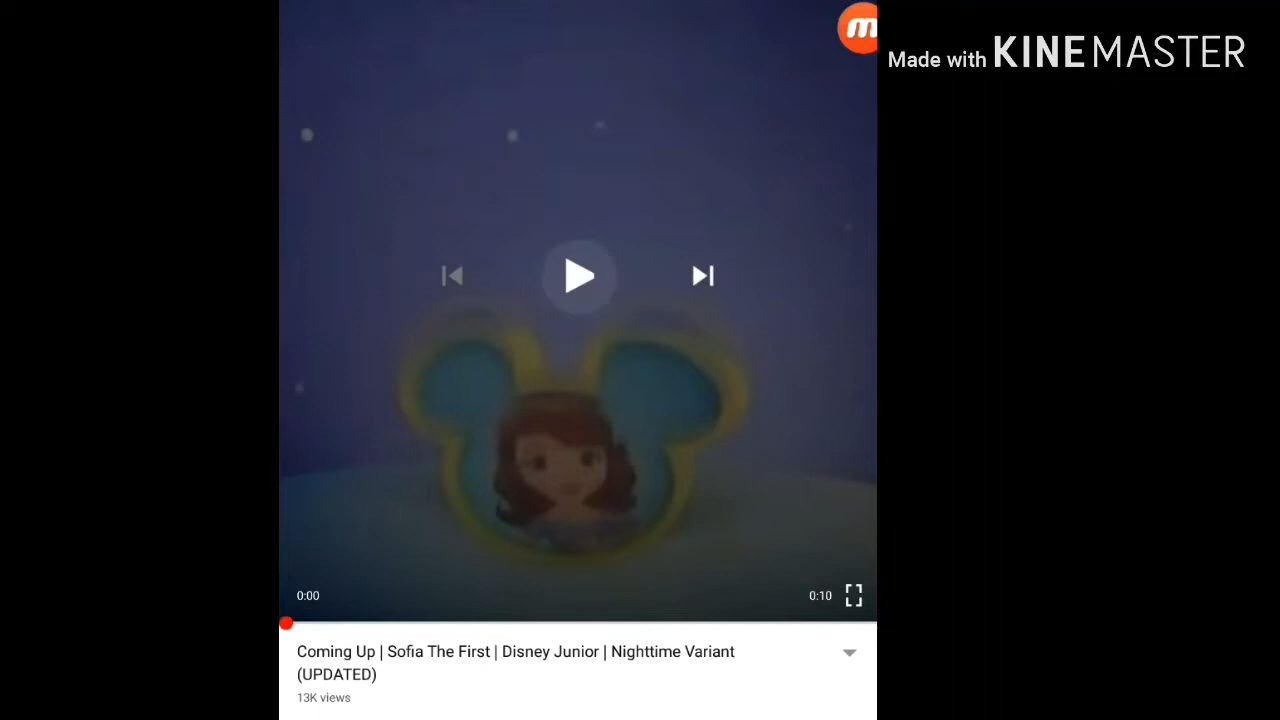 m
Made with KINEMASTER
0:00
0:10
Coming Up | Sofia The First | Disney Junior | Nighttime Variant
(UPDATED)
13K views